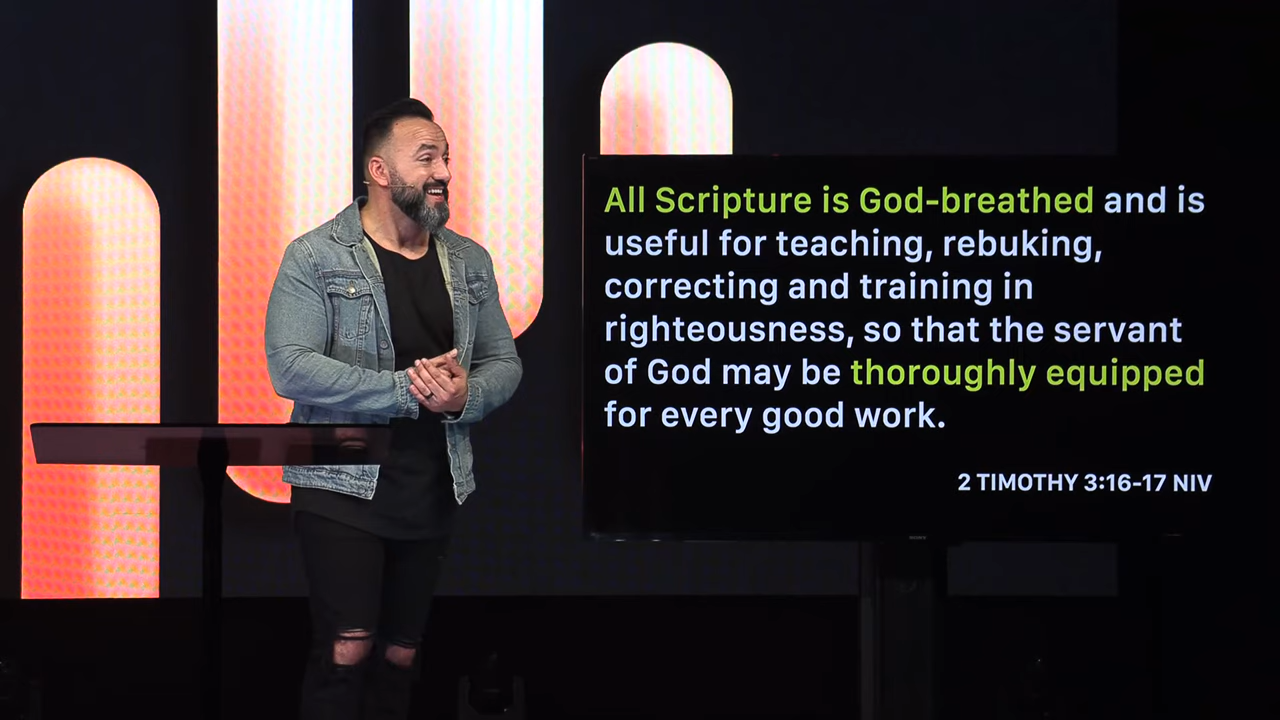 All Scripture is God-breathed and is
useful for teaching, rebuking,
correcting and training in
righteousness, so that the servant
of God may be thoroughly equipped
for every good work.
2 TIMOTHY 3:16-17 NIV